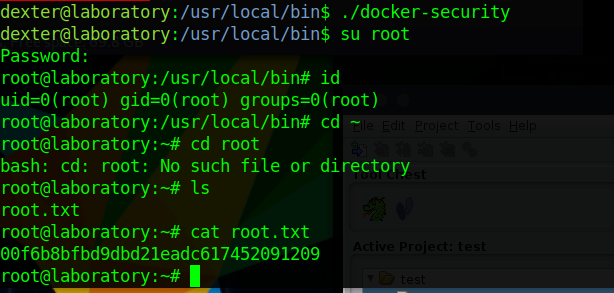 dexter@laboratory:/usr/local/bin$ ./docker-security
dexter@laboratory:/usr/local/bin$ su root
Password:
root@laboratory:/usr/local/bin# id
uid=0(root) gid=0(root) groups=0(root)
root@laboratory:/usr/local/bin# cd ~
File Edit Project Tools Help
root@laboratory:~# cd root
bash: cd: root: No such file or directory
Tool Chest
root@laboratory:~# ls
root.txt
root@laboratory:~# cat root.txt
00f6b8bfbd9dbd21eadc617452091209
Active Project: test
root@laboratory:~#
test